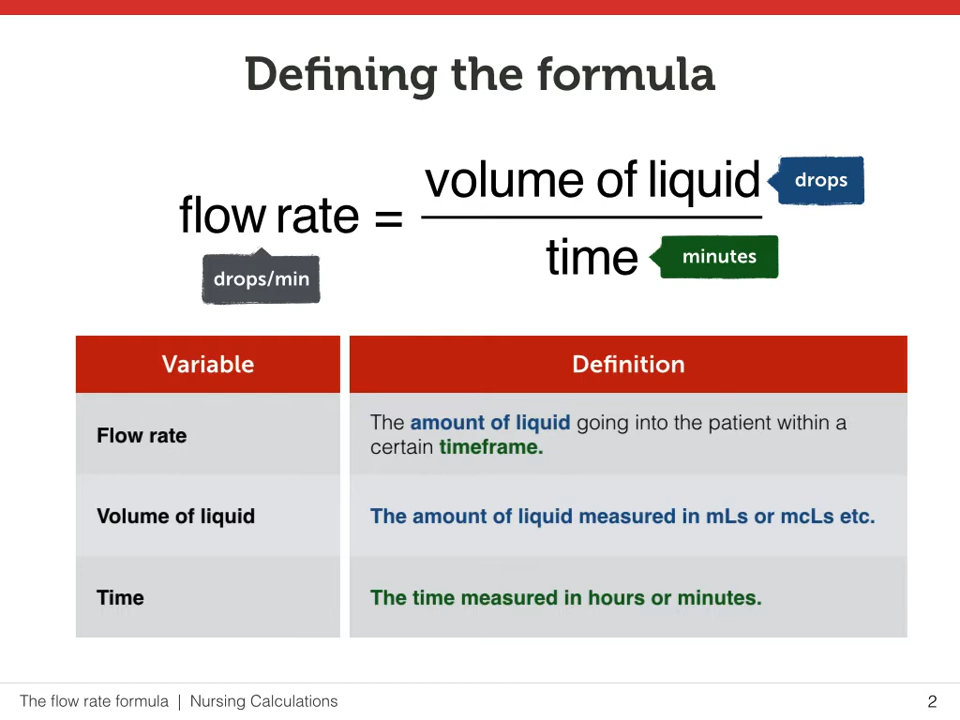 Defining the formula
volume of liquid
drops
flow rate =
time
minutes
drops/min
Variable
Definition
Flow rate
The amount of liquid going into the patient within a
certain timeframe.
Volume of liquid
The amount of liquid measured in mLs or mcLs etc.
Time
The time measured in hours or minutes.
The flow rate formula | Nursing Calculations
2